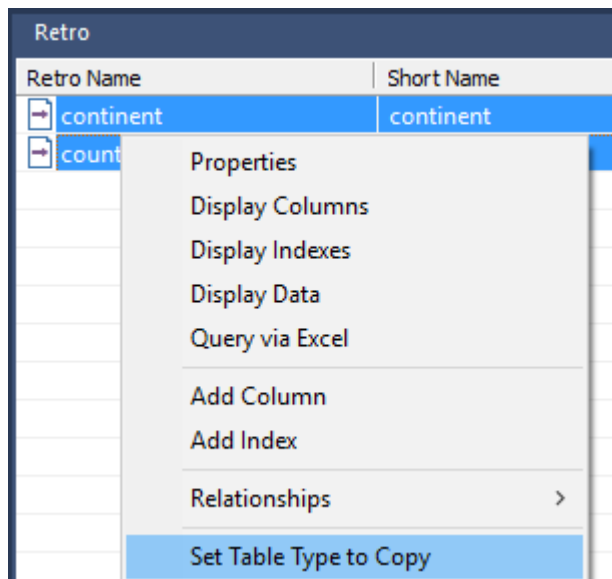 Retro
Retro Name Short Name
continent continent
count
Properties
Display Columns
Display Indexes
Display Data
Query via Excel
Add Column
Add Index
Relationships
Set Table Type to Copy